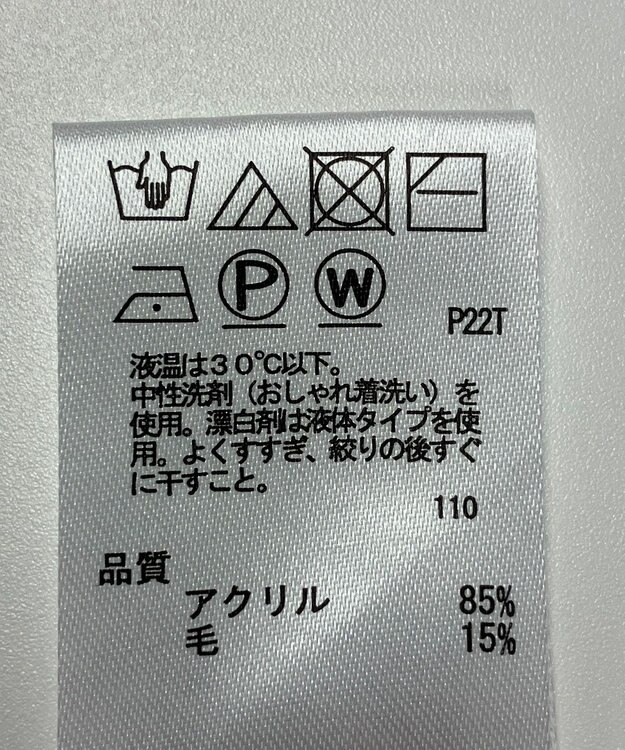 P W P22T
液温は30℃以下。
中性洗剤(おしゃれ着洗い)を
使用。漂白剤は液体タイプを使
用。よくすすぎ、絞りの後すぐ
に干すこと。
110
品質
アクリル 85%
毛 15%